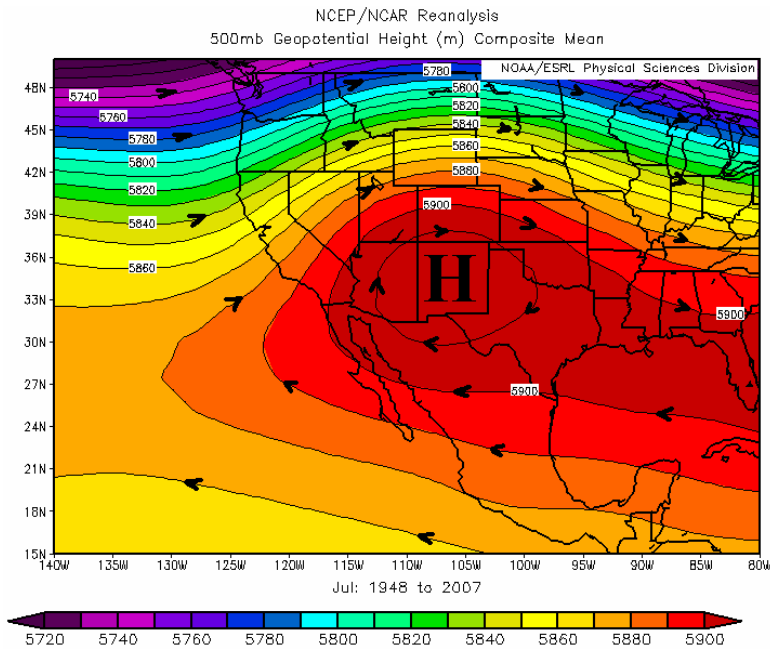 NCEP/NCAR Reanalysis
500mb Geopotential Height (m) Composite Mean
NOAA/ESRL Physical Sciences Division
48N
45N
42N
39N
36N
33N
30N
27N
24N
21N
18N
15N
5740
5760
5780
5800
5820
5840
5860
5780
5800
5820
5840
5860
5880
5900
H
5900
5900
140W 135W 130W 125W 120W 115W 110W 105W 100W 95W 90W 85W 80W
Jul: 1948 to 2007
5720 5740 5760 5780 5800 5820 5840 5860 5880 5900